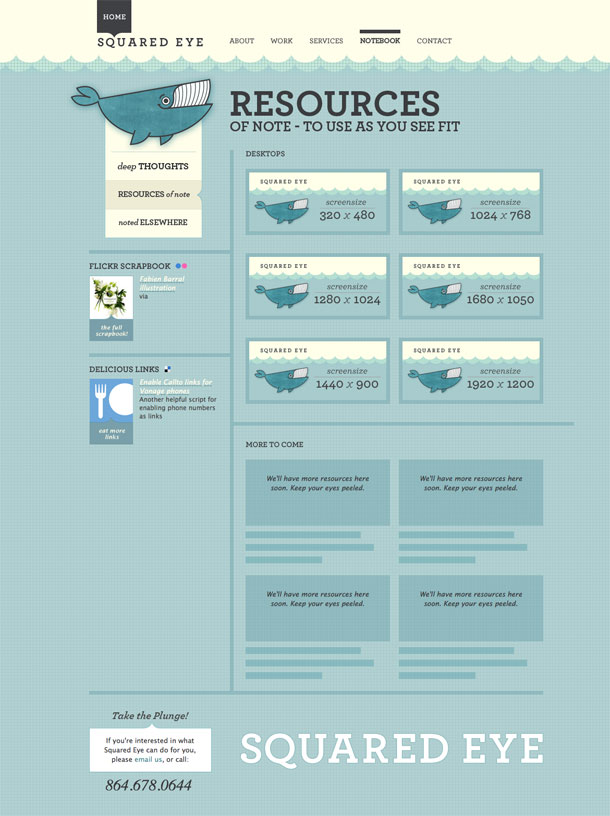 HOME
SQUARED EYE
ABOUT
WORK
SERVICES
NOTEBOOK
CONTACT
RESOURCES
OF NOTE - TO USE AS YOU SEE FIT
deep THOUGHTS
RESOURCES of note
noted ELSEWHERE
FLICKR SCRAPBOOK
Fabien Barral
illustration
via
the full
scrapbook!
DELICIOUS LINKS
Enable Callto links for
Vonage phones
Another helpful script for
enabling phone numbers
as links
eat more
links
DESKTOPS
SQUARED EYE
screensize
320 x 480
SQUARED EYE
screensize
1024 x 768
SQUARED EYE
screensize
1280 x 1024
SQUARED EYE
screensize
1680 x 1050
SQUARED EYE
screensize
1440 x 900
SQUARED EYE
screensize
1920 x 1200
MORE TO COME
We'll have more resources here
soon. Keep your eyes peeled.
We'll have more resources here
soon. Keep your eyes peeled.
We'll have more resources here
soon. Keep your eyes peeled.
We'll have more resources here
soon. Keep your eyes peeled.
Take the Plunge!
If you're interested in what
Squared Eye can do for you,
please email us, or call:
864.678.0644
SQUARED EYE